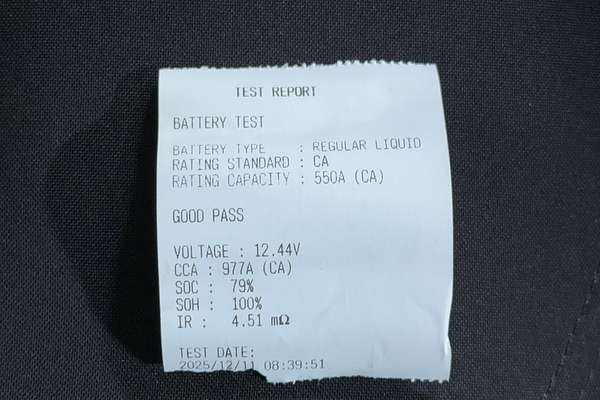 TEST REPORT
BATTERY TEST
BATTERY TYPE : REGULAR LIQUID
RATING STANDARD : CA
RATING CAPACITY : 550A (CA)
GOOD PASS
VOLTAGE : 12.44V
CCA : 977A (CA)
SOC : 79%
SOH : 100%
IR : 4.51 mΩ
TEST DATE:
2025/12/11 08:39:51